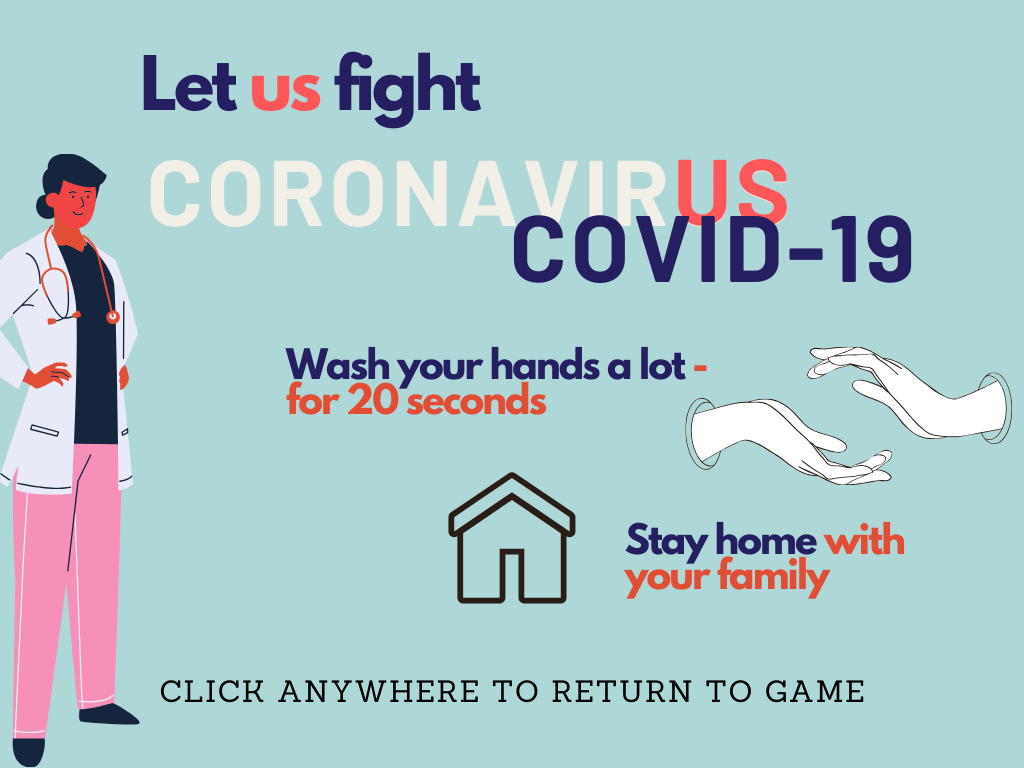 Let us fight
CORONAVIRUS
COVID-19
Wash your hands a lot -
for 20 seconds
Stay home with
your family
CLICK ANYWHERE TO RETURN TO GAME